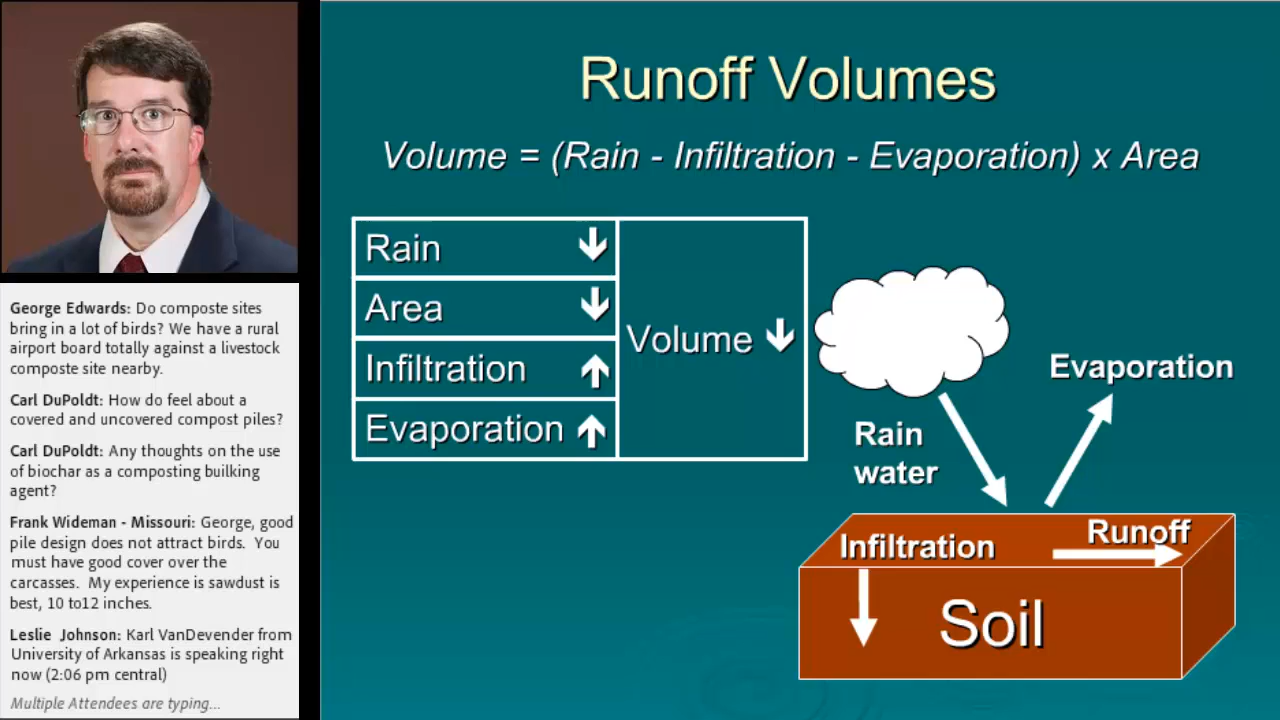 Runoff Volumes
Volume = (Rain - Infiltration - Evaporation) x Area
Rain
Area
Infiltration
Evaporation
Volume
Rain
water
Evaporation
Infiltration
Runoff
Soil
George Edwards: Do composte sites
bring in a lot of birds? We have a rural
airport board totally against a livestock
composte site nearby.
Carl DuPoldt: How do feel about a
covered and uncovered compost piles?
Carl DuPoldt: Any thoughts on the use
of biochar as a composting builking
agent?
Frank Wideman - Missouri: George, good
pile design does not attract birds. You
must have good cover over the
carcasses. My experience is sawdust is
best, 10 to12 inches.
Leslie Johnson: Karl VanDevender from
University of Arkansas is speaking right
now (2:06 pm central)
Multiple Attendees are typing...